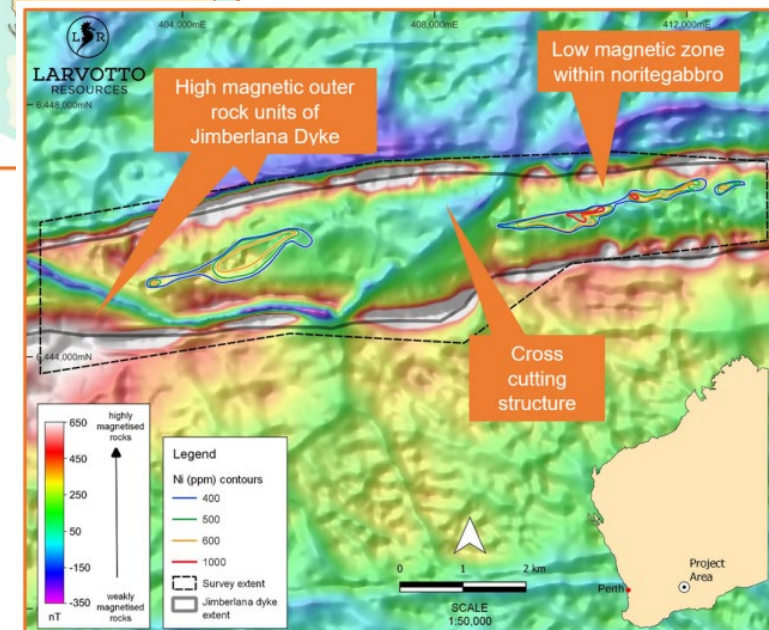 L R
LARVOTTO
RESOURCES
404,000mE
408,000mE
412,000mE
6,448,000mN
6,444,000mN
High magnetic outer
rock units of
Jimberlana Dyke
Low magnetic zone
within noritegabbro
Cross
cutting
structure
650
450
250
50
-150
-350
nT
highly
magnetised
rocks
weakly
magnetised
rocks
Legend
Ni (ppm) contours
400
500
600
1000
Survey extent
Jimberlana dyke
extent
0 1 2 km
SCALE
1:50,000
Perth
Project
Area